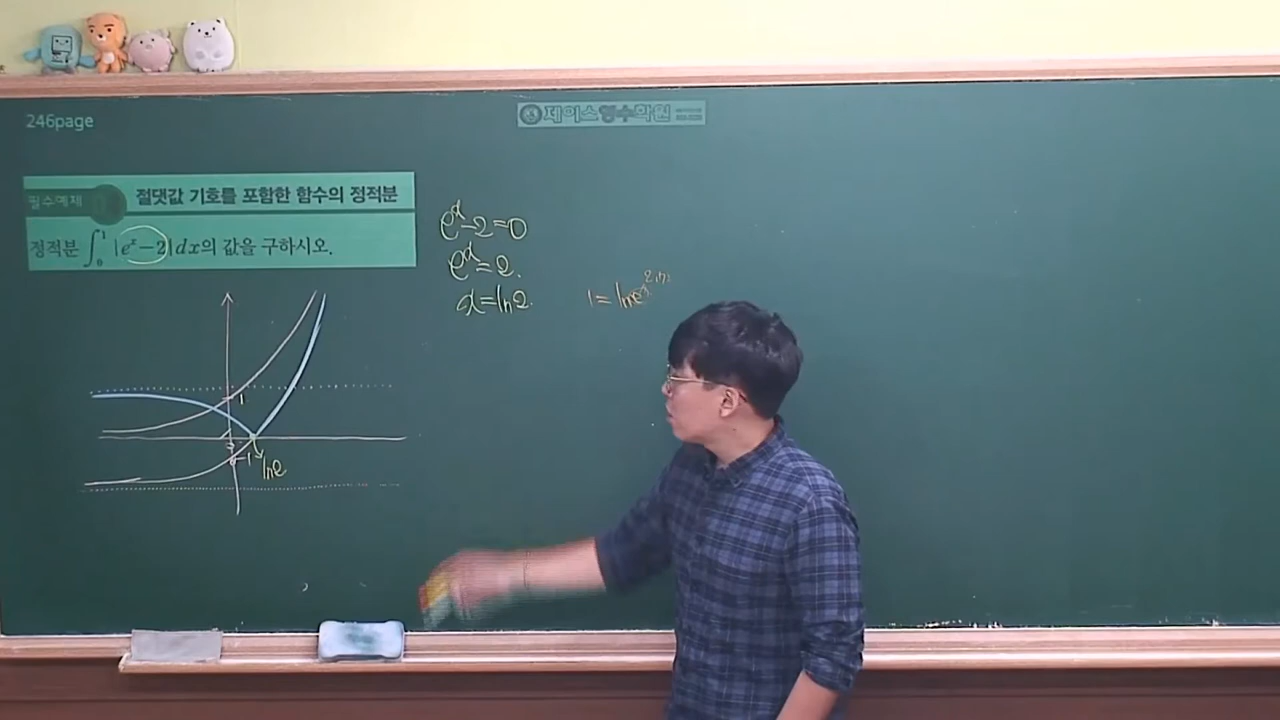 246page
제이스영수학원
필수예제
절댓값 기호를 포함한 함수의 정적분
정적분 ∫₀¹ |eˣ−2|dx의 값을 구하시오.
eˣ-2=0
eˣ=2.
x=ln2.
1=lne
1
-1
ln2